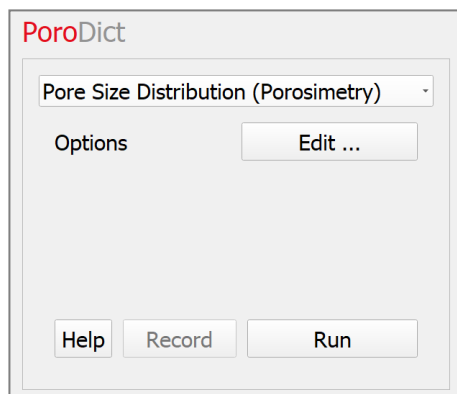 PoroDict
Pore Size Distribution (Porosimetry)
Options Edit ...
Help Record Run